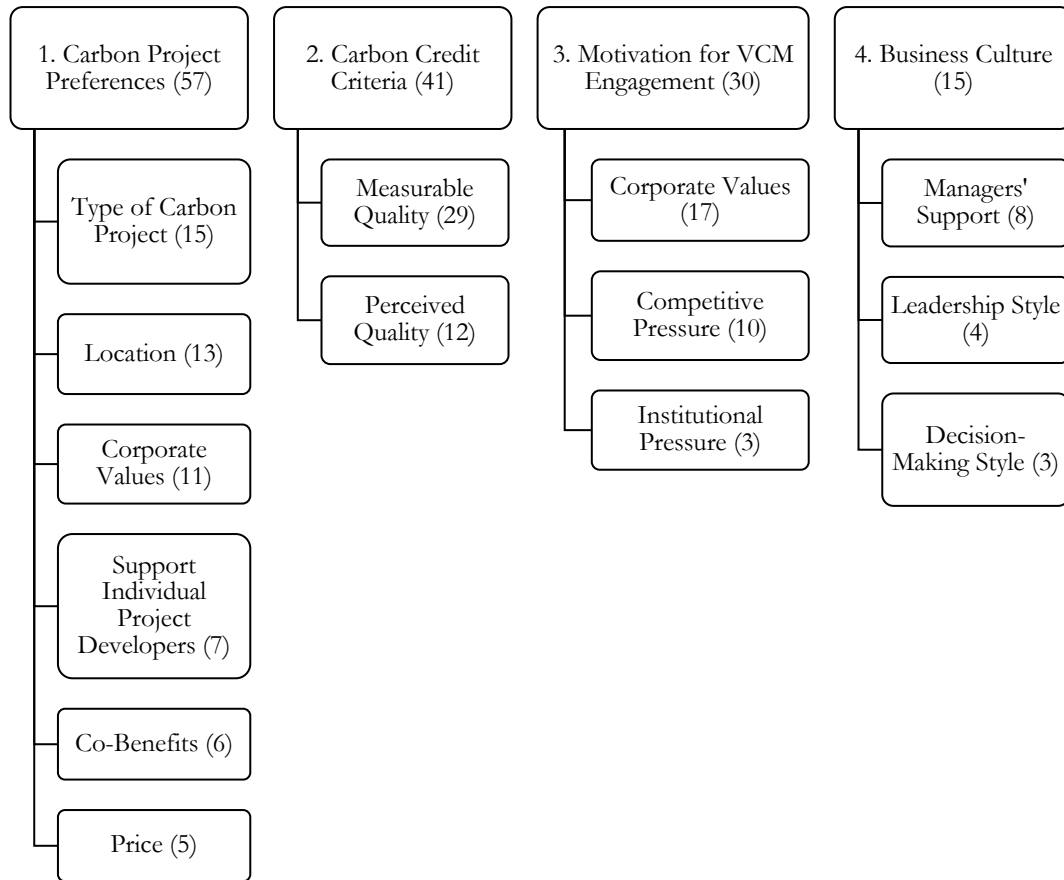 1. Carbon Project
Preferences (57)
Type of Carbon
Project (15)
Location (13)
Corporate
Values (11)
Support
Individual
Project
Developers (7)
Co-Benefits (6)
Price (5)
2. Carbon Credit
Criteria (41)
Measurable
Quality (29)
Perceived
Quality (12)
3. Motivation for VCM
Engagement (30)
Corporate Values
(17)
Competitive
Pressure (10)
Institutional
Pressure (3)
4. Business Culture
(15)
Managers'
Support (8)
Leadership Style
(4)
Decision-
Making Style (3)